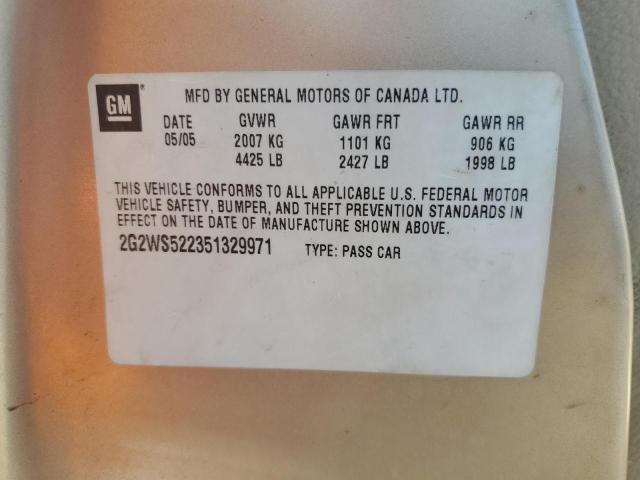 GM
MFD BY GENERAL MOTORS OF CANADA LTD.
DATE GVWR GAWR FRT GAWR RR
05/05 2007 KG 1101 KG 906 KG
4425 LB 2427 LB 1998 LB
THIS VEHICLE CONFORMS TO ALL APPLICABLE U.S. FEDERAL MOTOR
VEHICLE SAFETY, BUMPER, AND THEFT PREVENTION STANDARDS IN
EFFECT ON THE DATE OF MANUFACTURE SHOWN ABOVE.
2G2WS522351329971 TYPE: PASS CAR